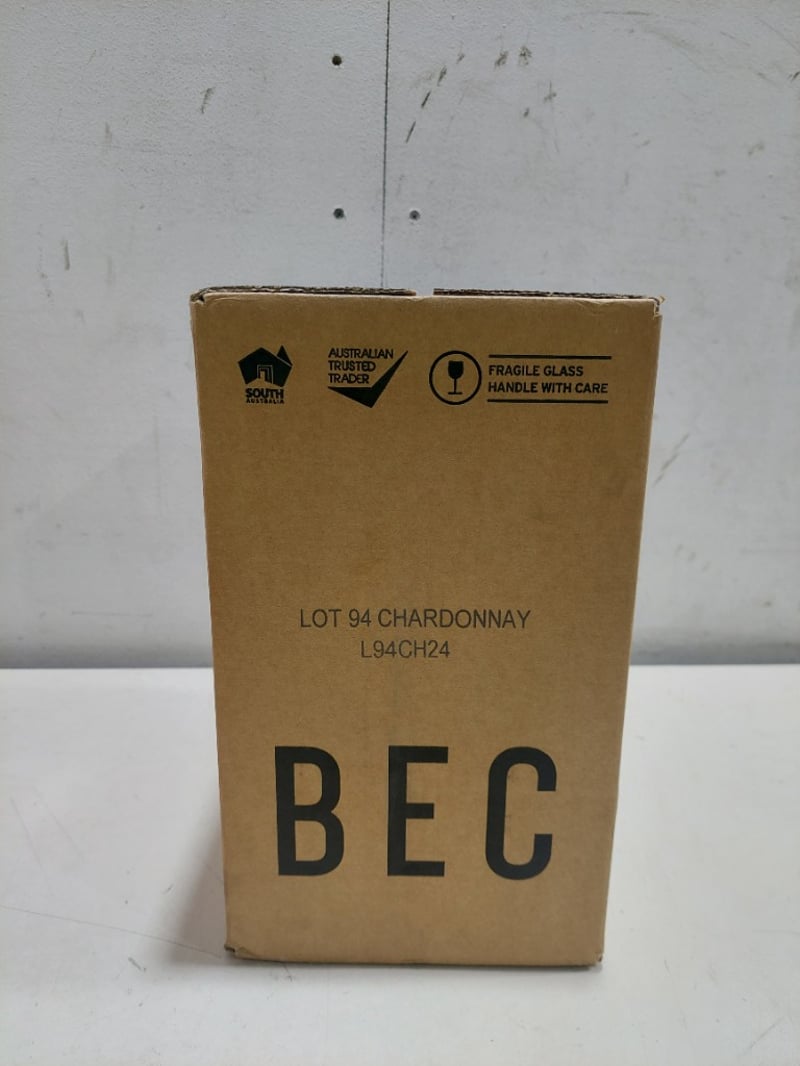 SOUTH
AUSTRALIA
AUSTRALIAN
TRUSTED
TRADER
FRAGILE GLASS
HANDLE WITH CARE
LOT 94 CHARDONNAY
L94CH24
BEC